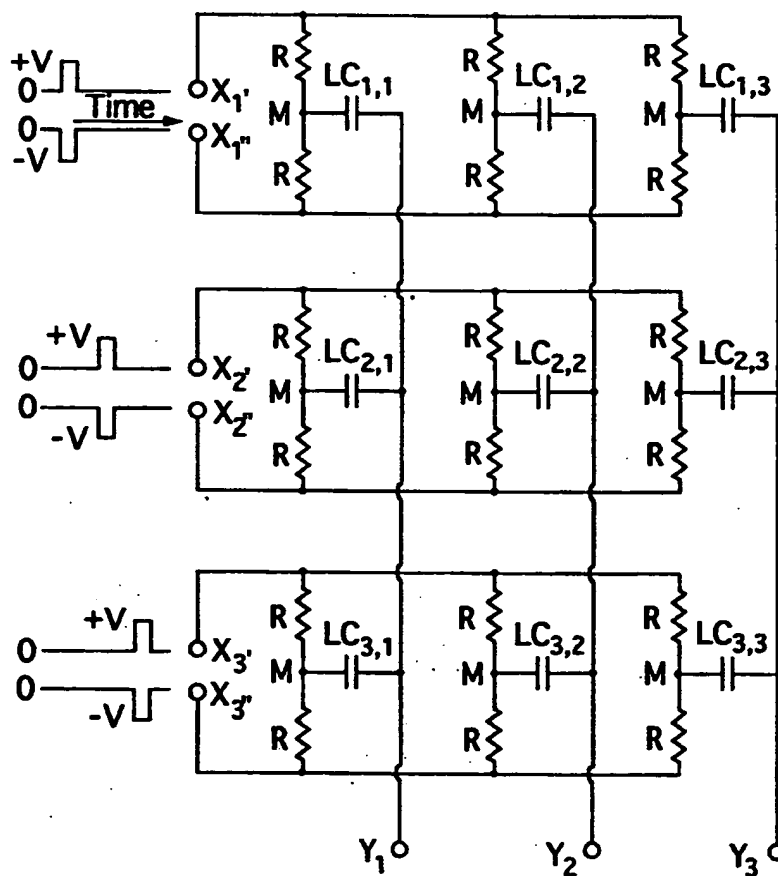 R R R
+V LC1,1 LC1,2 LC1,3
0 X1'
Time M M M
0 X1"
-V R R R
R R R
+V LC2,1 LC2,2 LC2,3
0 X2'
M M M
0 X2"
-V R R R
R R R
+V LC3,1 LC3,2 LC3,3
0 X3'
M M M
0 X3"
-V R R R
Y1 Y2 Y3